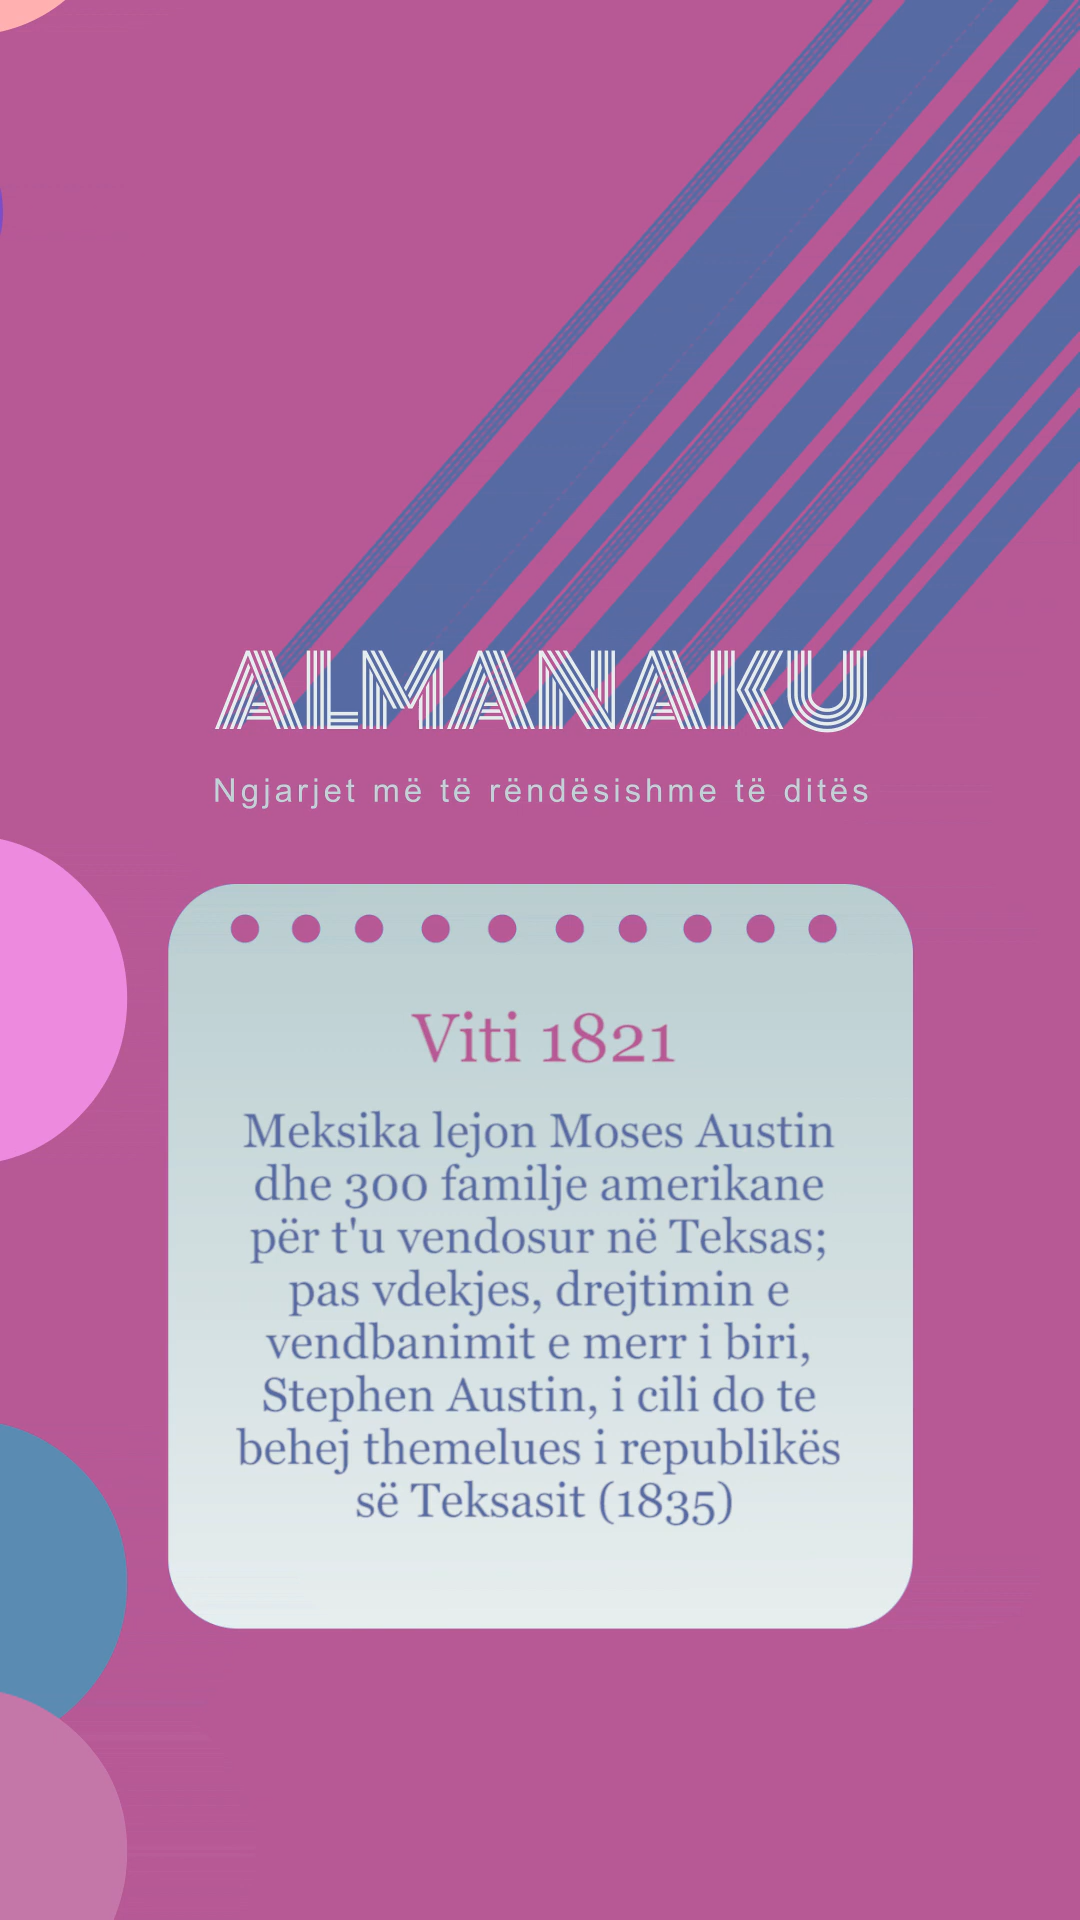 ALMANAKU
Ngjarjet më të rëndësishme të ditës
Viti 1821
Meksika lejon Moses Austin
dhe 300 familje amerikane
për t'u vendosur në Teksas;
pas vdekjes, drejtimin e
vendbanimit e merr i biri,
Stephen Austin, i cili do te
behej themelues i republikës
së Teksasit (1835)